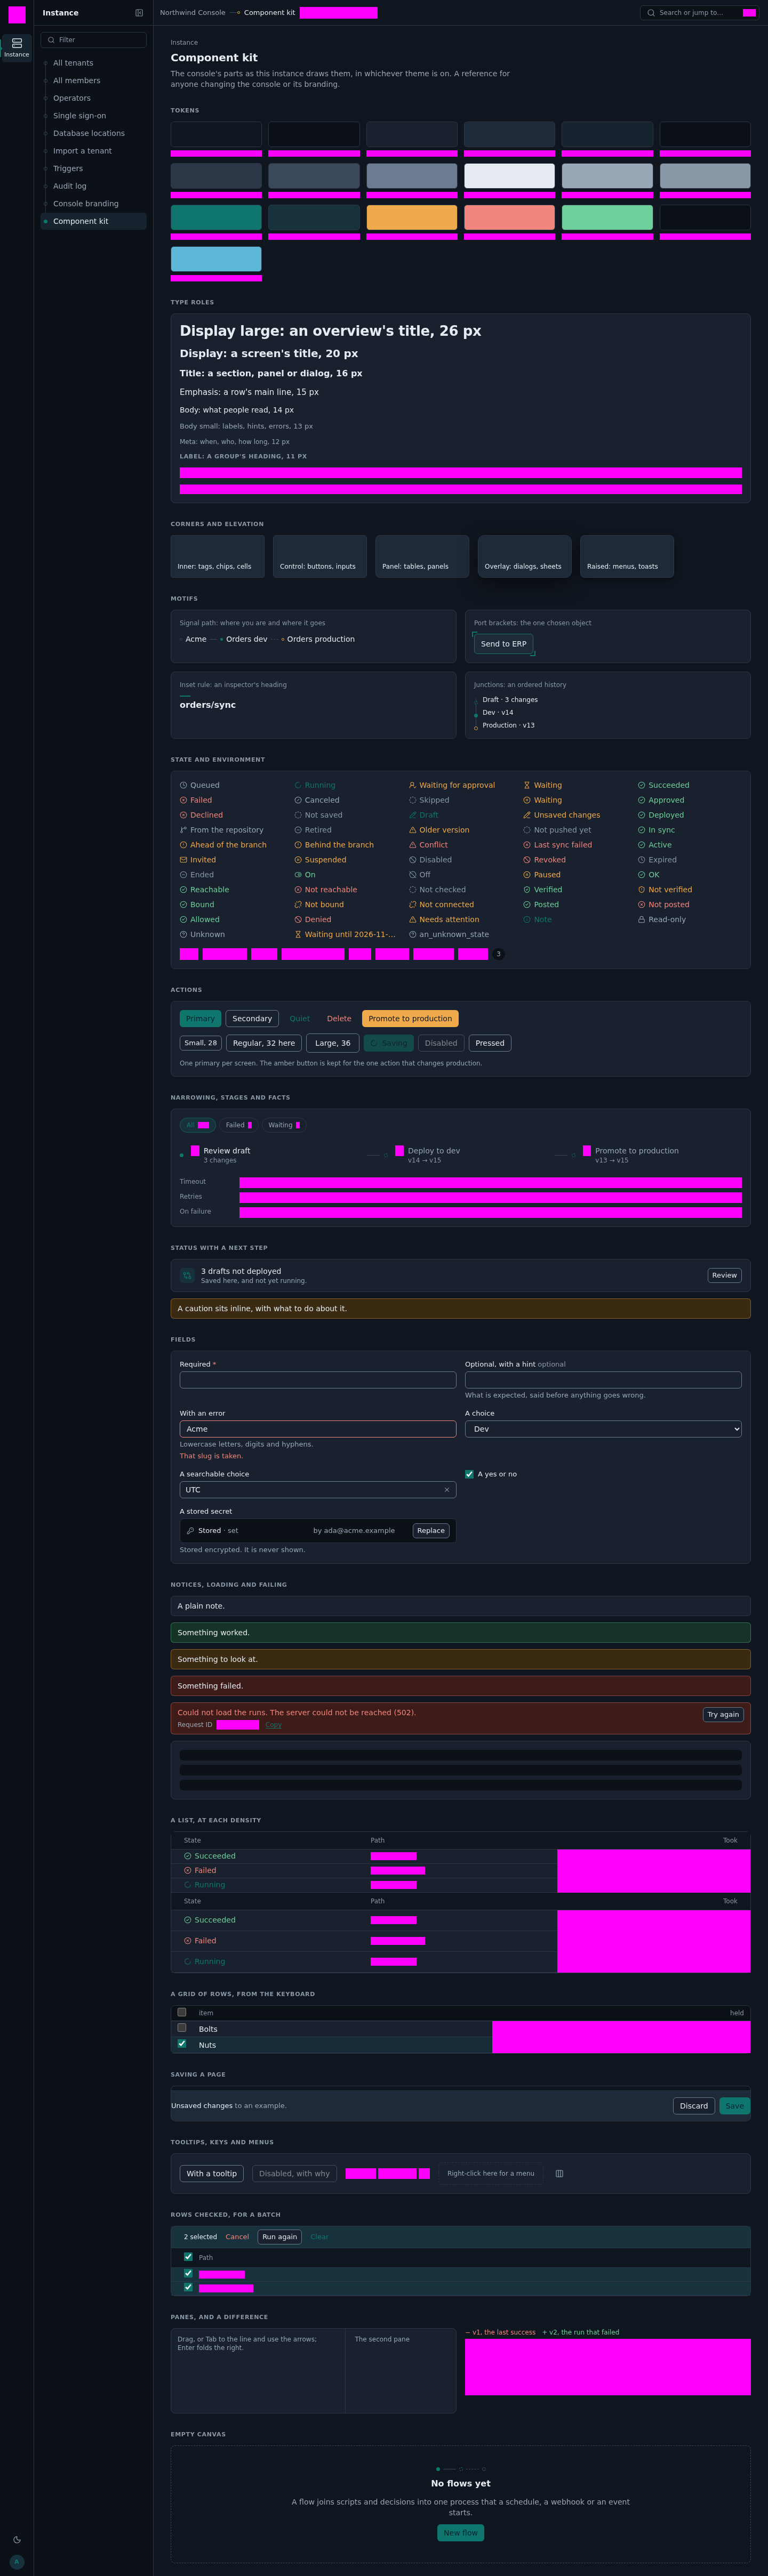 Instance
Northwind Console
Component kit
Search or jump to...
Instance
Filter
All tenants
All members
Operators
Single sign-on
Database locations
Import a tenant
Triggers
Audit log
Console branding
Component kit
Instance
Component kit
The console's parts as this instance draws them, in whichever theme is on. A reference for
anyone changing the console or its branding.
TOKENS
TYPE ROLES
Display large: an overview's title, 26 px
Display: a screen's title, 20 px
Title: a section, panel or dialog, 16 px
Emphasis: a row's main line, 15 px
Body: what people read, 14 px
Body small: labels, hints, errors, 13 px
Meta: when, who, how long, 12 px
LABEL: A GROUP'S HEADING, 11 PX
CORNERS AND ELEVATION
Inner: tags, chips, cells
Control: buttons, inputs
Panel: tables, panels
Overlay: dialogs, sheets
Raised: menus, toasts
MOTIFS
Signal path: where you are and where it goes
Acme Orders dev Orders production
Port brackets: the one chosen object
Send to ERP
Inset rule: an inspector's heading
orders/sync
Junctions: an ordered history
Draft · 3 changes
Dev · v14
Production · v13
STATE AND ENVIRONMENT
Queued Running Waiting for approval Waiting Succeeded
Failed Canceled Skipped Waiting Approved
Declined Not saved Draft Unsaved changes Deployed
From the repository Retired Older version Not pushed yet In sync
Ahead of the branch Behind the branch Conflict Last sync failed Active
Invited Suspended Disabled Revoked Expired
Ended On Off Paused OK
Reachable Not reachable Not checked Verified Not verified
Bound Not bound Not connected Posted Not posted
Allowed Denied Needs attention Note Read-only
Unknown Waiting until 2026-11-... an_unknown_state
3
ACTIONS
Primary Secondary Quiet Delete Promote to production
Small, 28 Regular, 32 here Large, 36 Saving Disabled Pressed
One primary per screen. The amber button is kept for the one action that changes production.
NARROWING, STAGES AND FACTS
All Failed Waiting
Review draft
3 changes
Deploy to dev
v14 → v15
Promote to production
v13 → v15
Timeout
Retries
On failure
STATUS WITH A NEXT STEP
3 drafts not deployed
Saved here, and not yet running.
Review
A caution sits inline, with what to do about it.
FIELDS
Required *
Optional, with a hint optional
What is expected, said before anything goes wrong.
With an error
Acme
Lowercase letters, digits and hyphens.
That slug is taken.
A choice
Dev
A searchable choice
UTC
A yes or no
A stored secret
Stored · set by ada@acme.example Replace
Stored encrypted. It is never shown.
NOTICES, LOADING AND FAILING
A plain note.
Something worked.
Something to look at.
Something failed.
Could not load the runs. The server could not be reached (502).
Request ID Copy
Try again
A LIST, AT EACH DENSITY
State Path Took
Succeeded
Failed
Running
State Path Took
Succeeded
Failed
Running
A GRID OF ROWS, FROM THE KEYBOARD
item held
Bolts
Nuts
SAVING A PAGE
Unsaved changes to an example.
Discard Save
TOOLTIPS, KEYS AND MENUS
With a tooltip Disabled, with why Right-click here for a menu
ROWS CHECKED, FOR A BATCH
2 selected Cancel Run again Clear
Path
PANES, AND A DIFFERENCE
Drag, or Tab to the line and use the arrows;
Enter folds the right.
The second pane
− v1, the last success + v2, the run that failed
EMPTY CANVAS
No flows yet
A flow joins scripts and decisions into one process that a schedule, a webhook or an event
starts.
New flow
A